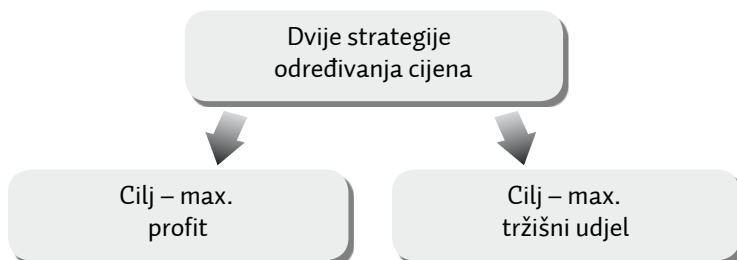 Dvije strategije
određivanja cijena
Cilj – max.
profit
Cilj – max.
tržišni udjel